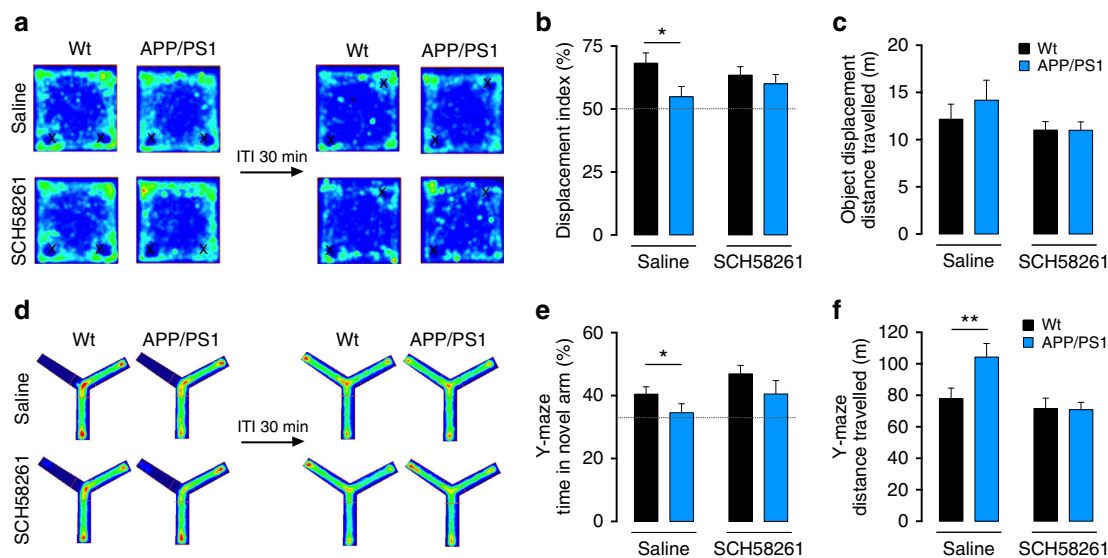 a
Wt
APP/PS1
Wt
APP/PS1
Saline
X
X
X
X
X
X
X
X
ITI 30 min
SCH58261
X
X
X
X
X
X
X
X
b
Displacement index (%)
75
50
25
0
*
Saline
SCH58261
c
Object displacement
distance travelled (m)
20
15
10
5
0
Wt
APP/PS1
Saline
SCH58261
d
Wt
APP/PS1
Wt
APP/PS1
Saline
ITI 30 min
SCH58261
e
Y-maze
time in novel arm (%)
60
40
20
0
*
Saline
SCH58261
f
Y-maze
distance travelled (m)
120
100
80
60
40
20
0
**
Wt
APP/PS1
Saline
SCH58261